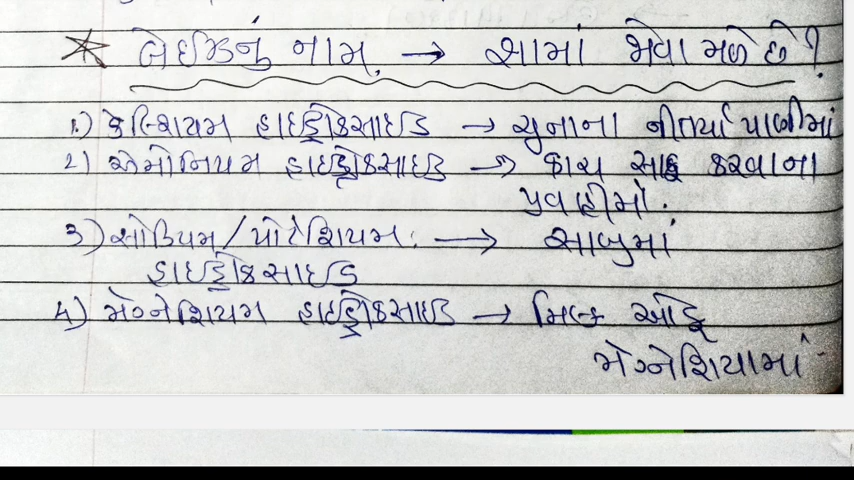 * બેઈઝનું નામ → શામાં જોવા મળે છે?
1) કેલ્શિયમ હાઇડ્રોક્સાઇડ → ચુનાના નીતર્યા પાણીમાં
2) એમોનિયમ હાઇડ્રોક્સાઇડ → કાચ સાફ કરવાના
પ્રવાહીમાં.
3) સોડિયમ/પોટેશિયમ → સાબુમાં
હાઇડ્રોક્સાઇડ
4) મેગ્નેશિયમ હાઇડ્રોક્સાઇડ → મિલ્ક ઓફ
મેગ્નેશિયામાં